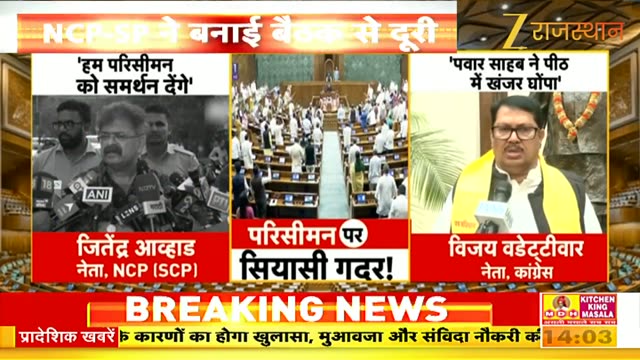 NCP-SP ने बनाई बैठक से दूरी
Z राजस्थान
'हम परिसीमन
को समर्थन देंगे'
'पवार साहब ने पीठ
में खंजर घोंपा'
ANI
जितेंद्र आव्हाड
नेता, NCP (SCP)
परिसीमन पर
सियासी गदर!
विजय वडेट्टीवार
नेता, कांग्रेस
BREAKING NEWS
MDH
KITCHEN
KING
MASALA
प्रादेशिक खबरें
के कारणों का होगा खुलासा, मुआवजा और संविदा नौकरी की
14:03